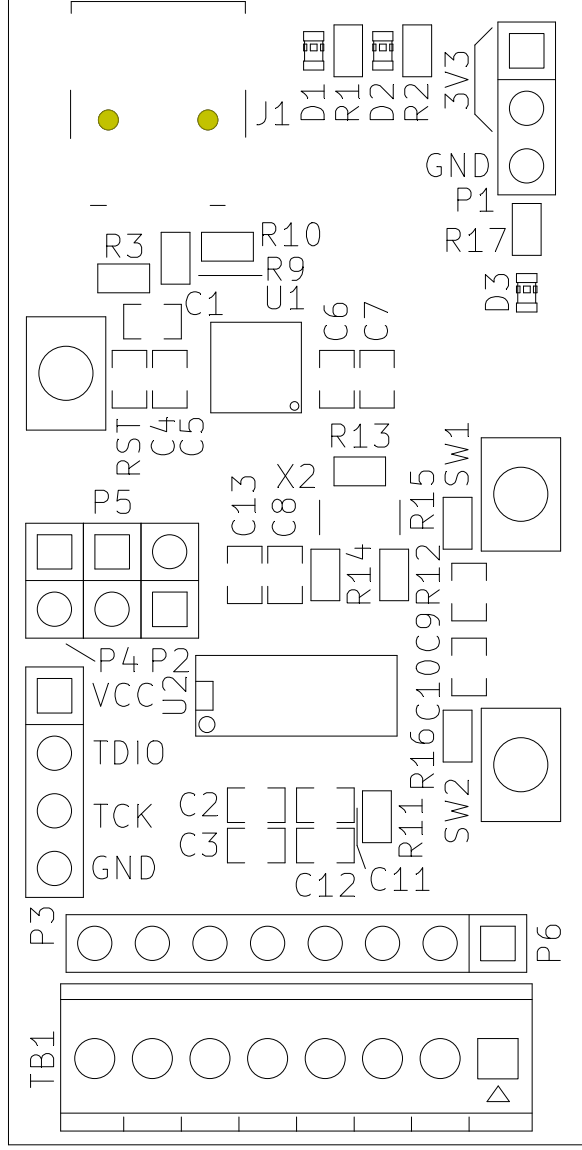 J1
D1
R1
D2
R2
3V3
GND
P1
R17
D3
R3
R10
R9
U1
C1
C6
C7
RST
C4
C5
R13
X2
SW1
R15
P5
C13
C8
R14
R12
C9
P4
P2
VCC
U2
C10
TDIO
R16
SW2
C2
TCK
C3
R11
GND
C12
C11
P3
P6
TB1